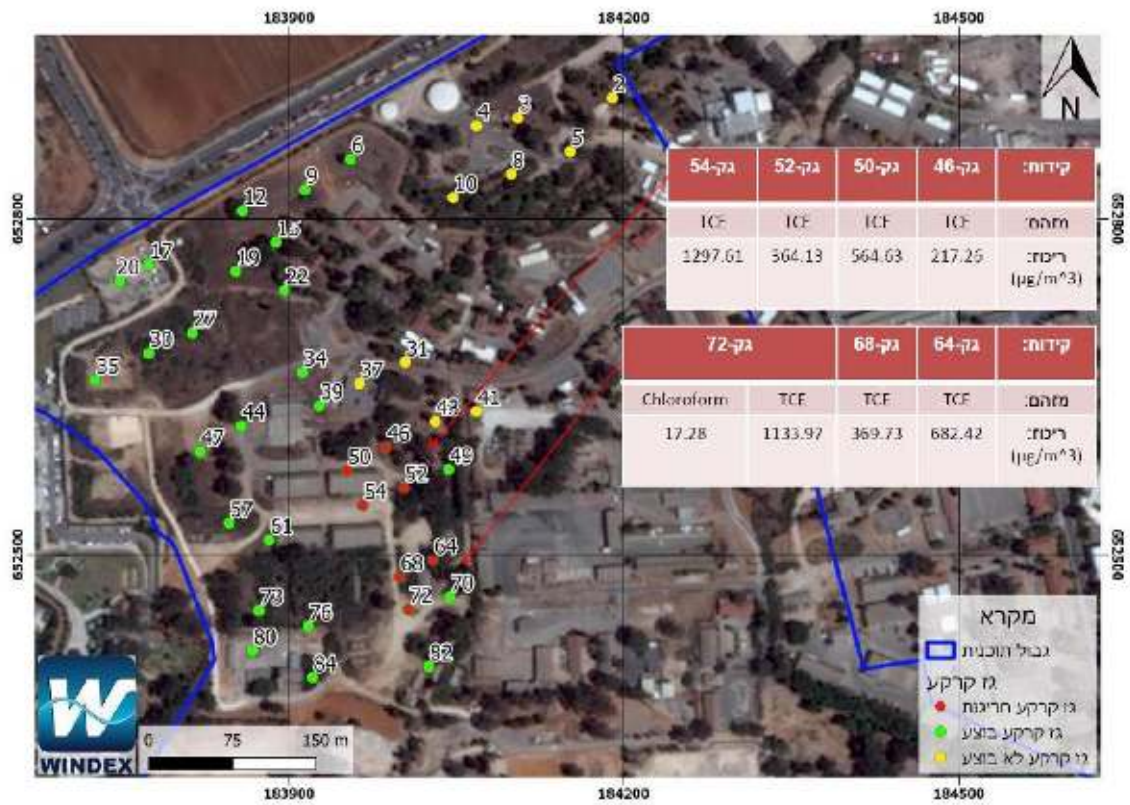 183900 184200 184500
N
652800
652500
2
3
4
5
6
8
9
10
12
15
17
19
20
22
27
30
31
34
35
37
39
41
43
44
46
47
49
50
52
54
57
64
68
70
72
73
76
80
84
קידוח: גק-46 גק-50 גק-52 גק-54
מזהם: TCE TCE TCE TCE
ריכוז: 217.26 564.63 364.13 1297.61
(µg/m^3)
קידוח: גק-64 גק-68 גק-72
מזהם: TCE TCE TCE Chloroform
ריכוז: 682.42 369.73 1133.97 17.28
(µg/m^3)
652800
652500
מקרא
גבול תוכנית
גז קרקע
גז קרקע חריגות
גז קרקע בוצע
גז קרקע לא בוצע
W
WINDEX
0 75 150 m
183900 184200 184500